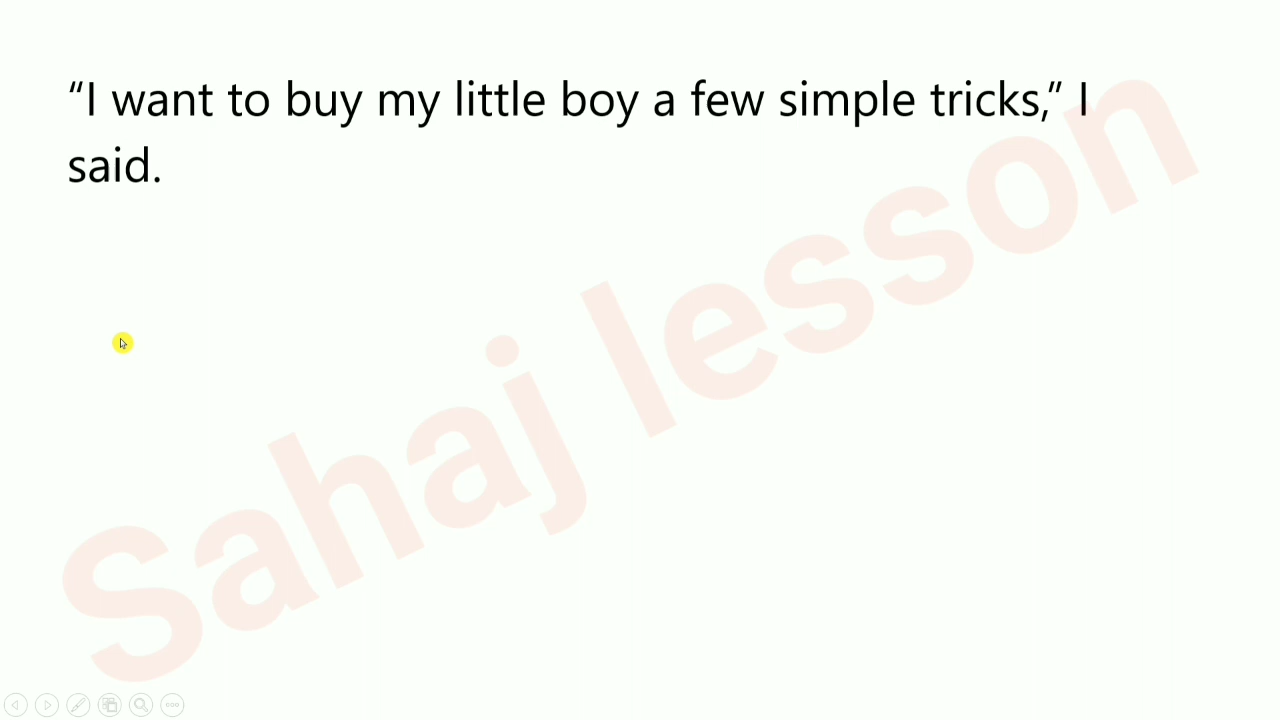 “I want to buy my little boy a few simple tricks,” I
said.
Sahaj lesson